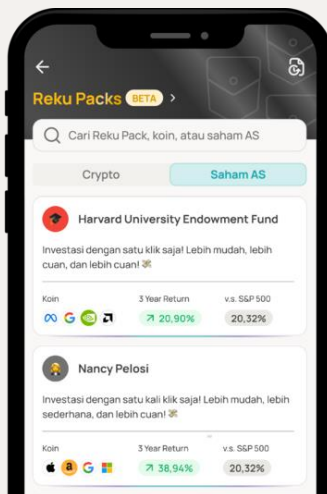 Reku Packs BETA >
Cari Reku Pack, koin, atau saham AS
Crypto Saham AS
Harvard University Endowment Fund
Investasi dengan satu klik saja! Lebih mudah, lebih
cuan, dan lebih cuan! 💸
Koin 3 Year Return v.s. S&P 500
20,90% 20,32%
Nancy Pelosi
Investasi dengan satu kali klik saja! Lebih mudah, lebih
sederhana, dan lebih cuan! 💸
Koin 3 Year Return v.s. S&P 500
38,94% 20,32%